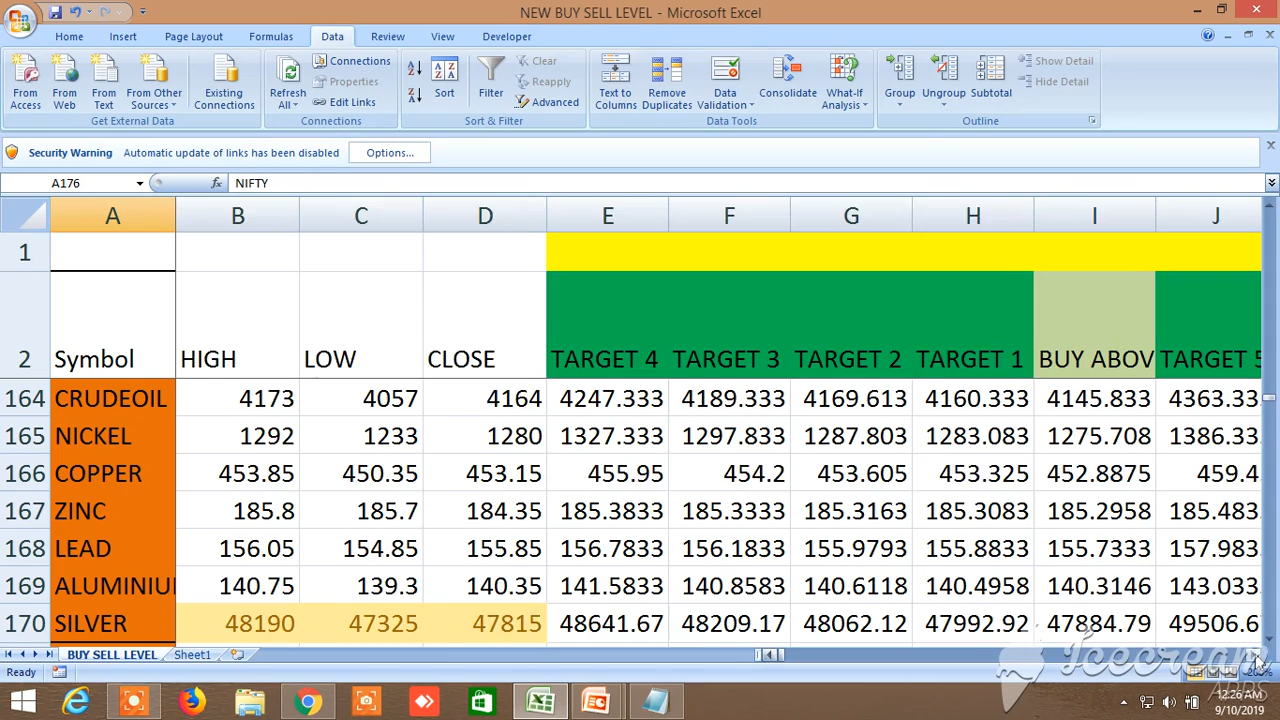 NEW BUY SELL LEVEL - Microsoft Excel
Home Insert Page Layout Formulas Data Review View Developer
From Access From Web From Text From Other Sources Existing Connections
Refresh All Connections Properties Edit Links
Sort Filter Clear Reapply Advanced
Text to Columns Remove Duplicates Data Validation Consolidate What-If Analysis
Group Ungroup Subtotal Show Detail Hide Detail
Get External Data Connections Sort & Filter Data Tools Outline
Security Warning Automatic update of links has been disabled Options...
A176 fx NIFTY
A B C D E F G H I J
1
2 Symbol HIGH LOW CLOSE TARGET 4 TARGET 3 TARGET 2 TARGET 1 BUY ABOV TARGET 5
164 CRUDEOIL 4173 4057 4164 4247.333 4189.333 4169.613 4160.333 4145.833 4363.33
165 NICKEL 1292 1233 1280 1327.333 1297.833 1287.803 1283.083 1275.708 1386.33
166 COPPER 453.85 450.35 453.15 455.95 454.2 453.605 453.325 452.8875 459.4
167 ZINC 185.8 185.7 184.35 185.3833 185.3333 185.3163 185.3083 185.2958 185.483
168 LEAD 156.05 154.85 155.85 156.7833 156.1833 155.9793 155.8833 155.7333 157.983
169 ALUMINIU 140.75 139.3 140.35 141.5833 140.8583 140.6118 140.4958 140.3146 143.033
170 SILVER 48190 47325 47815 48641.67 48209.17 48062.12 47992.92 47884.79 49506.6
BUY SELL LEVEL Sheet1
Ready 200%
Icecream
APPS
12:26 AM
9/10/2019